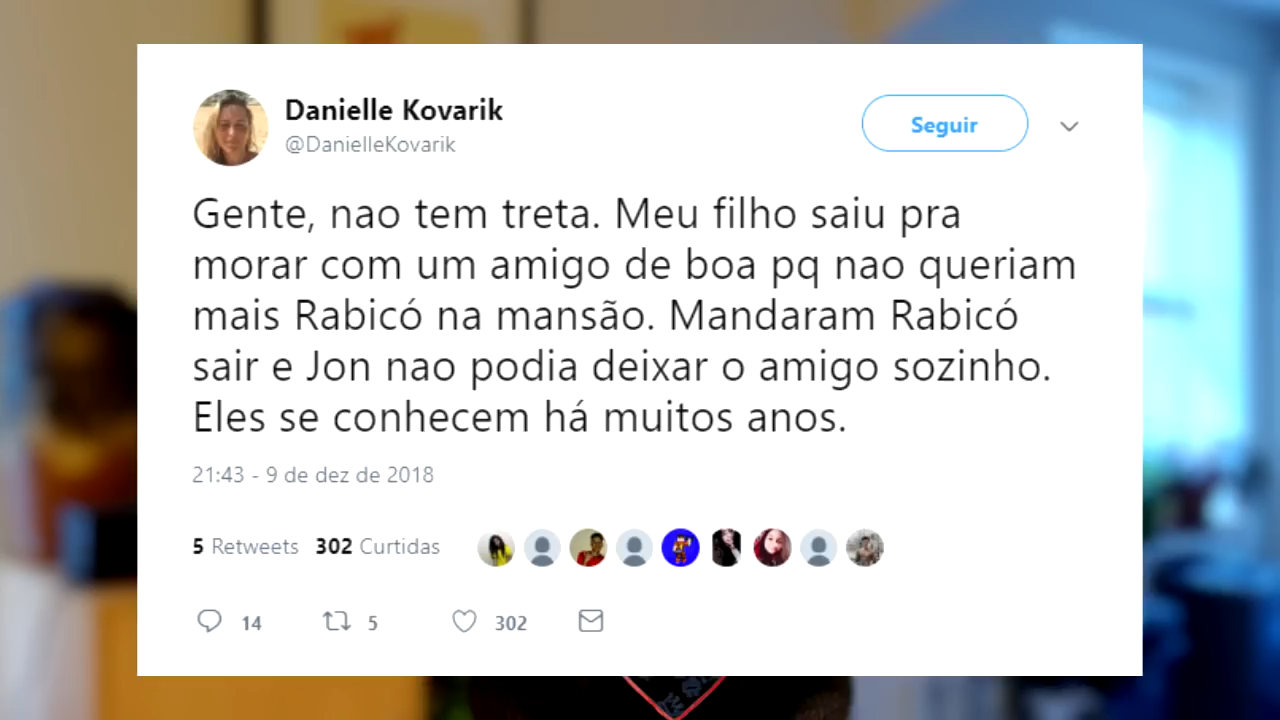 Danielle Kovarik
@DanielleKovarik
Seguir
Gente, nao tem treta. Meu filho saiu pra
morar com um amigo de boa pq nao queriam
mais Rabicó na mansão. Mandaram Rabicó
sair e Jon nao podia deixar o amigo sozinho.
Eles se conhecem há muitos anos.
21:43 - 9 de dez de 2018
5 Retweets 302 Curtidas
14 5 302